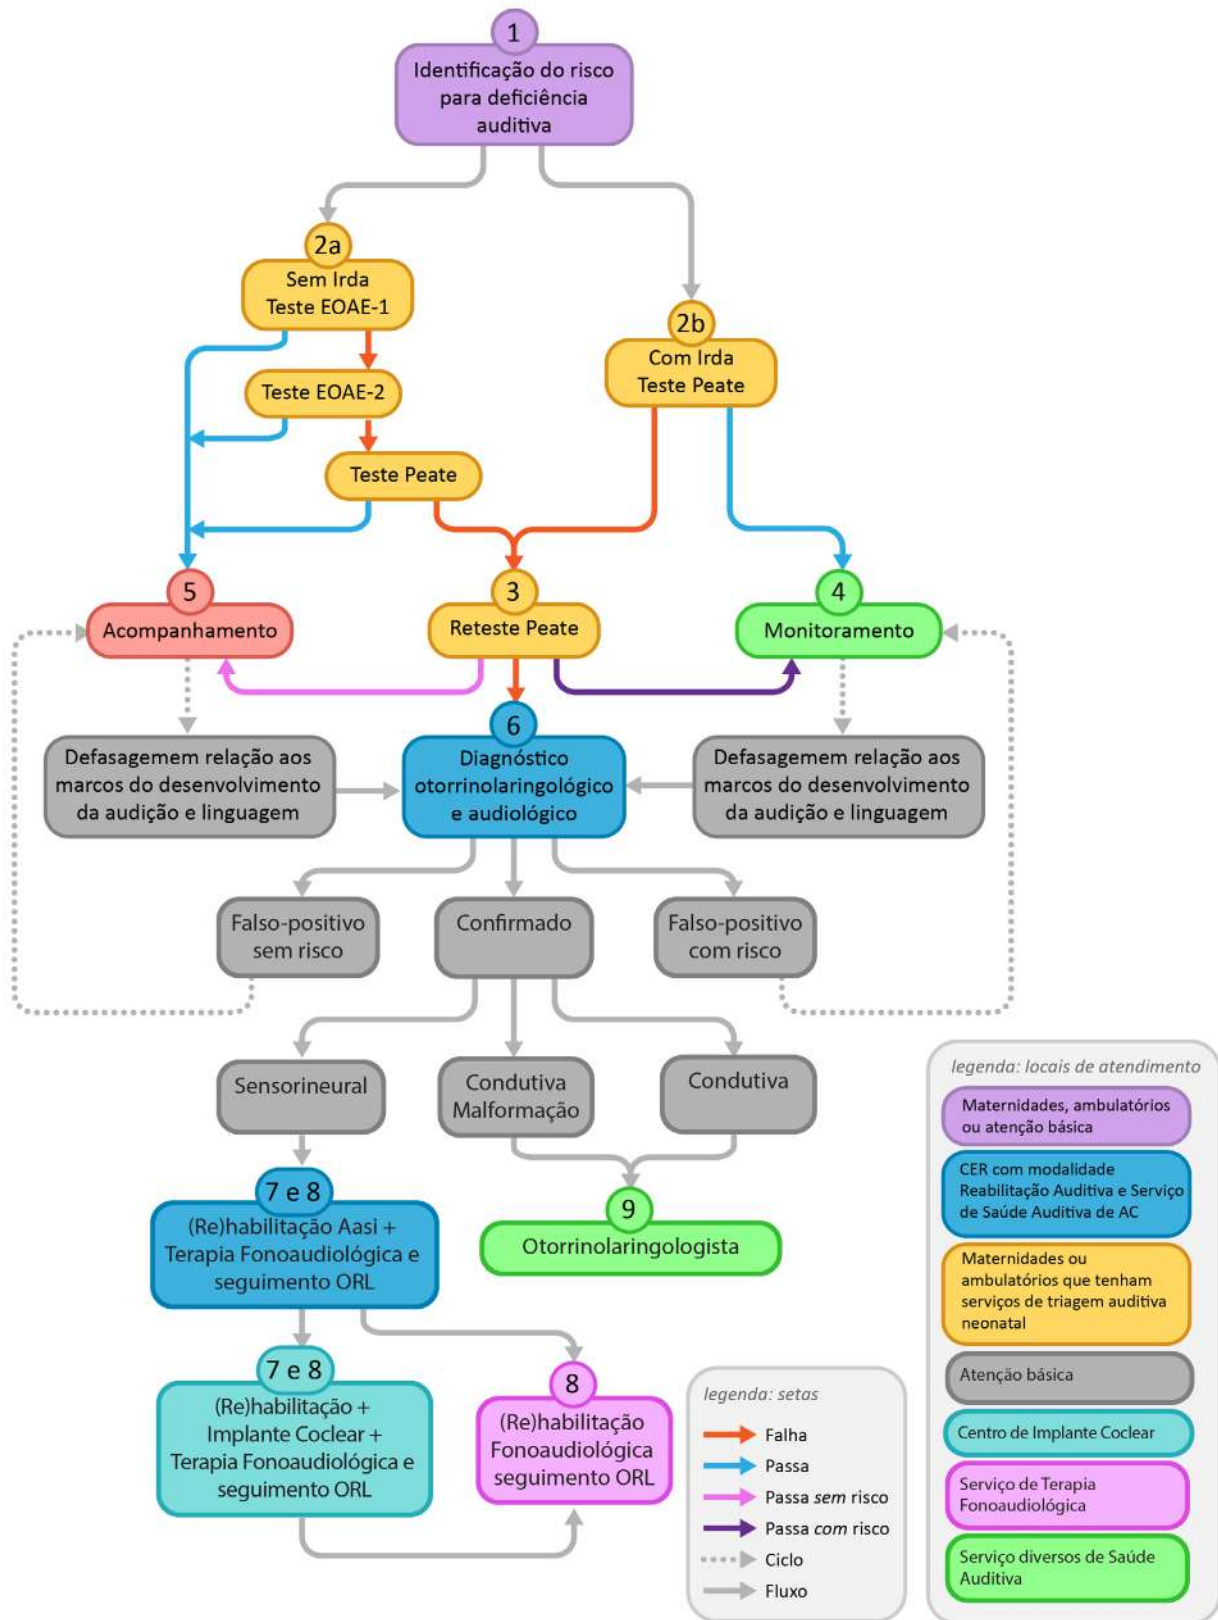 1
Identificação do risco
para deficiência
auditiva
2a
Sem Irda
Teste EOAE-1
2b
Com Irda
Teste Peate
Teste EOAE-2
Teste Peate
5
Acompanhamento
3
Reteste Peate
4
Monitoramento
Defasagemem relação aos
marcos do desenvolvimento
da audição e linguagem
6
Diagnóstico
otorrinolaringológico
e audiológico
Defasagemem relação aos
marcos do desenvolvimento
da audição e linguagem
Falso-positivo
sem risco
Confirmado
Falso-positivo
com risco
Sensorineural
Condutiva
Malformação
Condutiva
7 e 8
(Re)habilitação Aasi +
Terapia Fonoaudiológica e
seguimento ORL
9
Otorrinolaringologista
7 e 8
(Re)habilitação +
Implante Coclear +
Terapia Fonoaudiológica e
seguimento ORL
8
(Re)habilitação
Fonoaudiológica
seguimento ORL
legenda: setas
Falha
Passa
Passa sem risco
Passa com risco
Ciclo
Fluxo
legenda: locais de atendimento
Maternidades, ambulatórios
ou atenção básica
CER com modalidade
Reabilitação Auditiva e Serviço
de Saúde Auditiva de AC
Maternidades ou
ambulatórios que tenham
serviços de triagem auditiva
neonatal
Atenção básica
Centro de Implante Coclear
Serviço de Terapia
Fonoaudiológica
Serviço diversos de Saúde
Auditiva